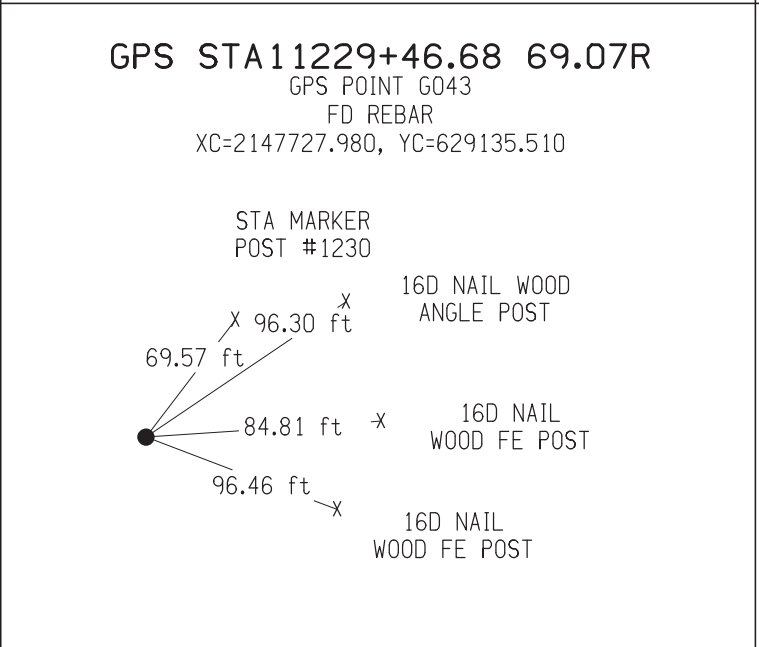 GPS STA11229+46.68 69.07R
GPS POINT GO43
FD REBAR
XC=2147727.980, YC=629135.510
STA MARKER
POST #1230
16D NAIL WOOD
ANGLE POST
96.30 ft
69.57 ft
84.81 ft
16D NAIL
WOOD FE POST
96.46 ft
16D NAIL
WOOD FE POST